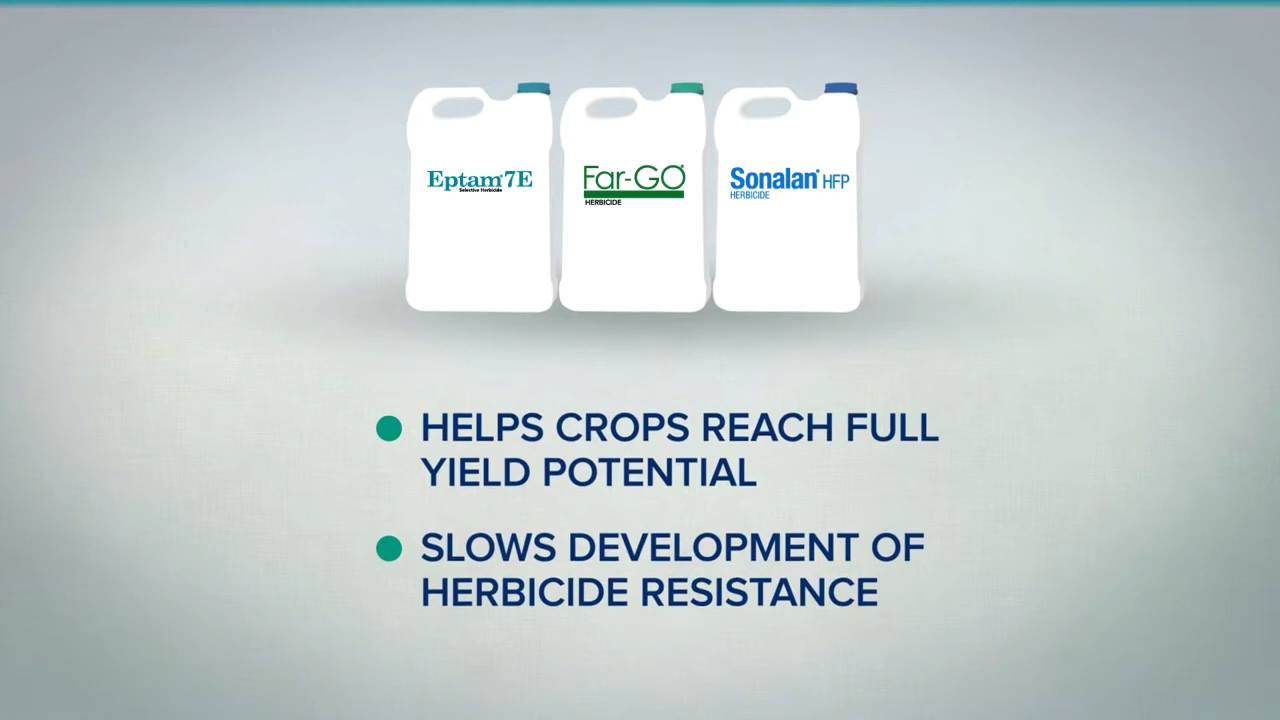 Eptam® 7E
Selective Herbicide
Far-GO®
HERBICIDE
Sonalan® HFP
HERBICIDE
HELPS CROPS REACH FULL
YIELD POTENTIAL
SLOWS DEVELOPMENT OF
HERBICIDE RESISTANCE